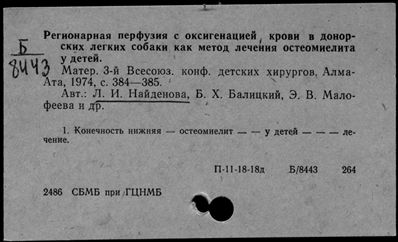 Регионарная перфузия с оксигенацией крови в донор-
ских легких собаки как метод лечения остеомиелита
у детей.
Б
8443
Матер. 3-й Всесоюз. конф. детских хирургов, Алма-
Ата, 1974, с. 384—385.
Авт.: Л. И. Найденова, Б. Х. Балицкий, Э. В. Мало-
феева и др.
1. Конечность нижняя — остеомиелит — — у детей — — — ле-
чение.
П-11-18-18д Б/8443 264
2486 СБМБ при ГЦНМБ